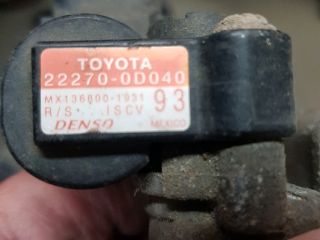 TOYOTA
22270-0D040
MX136800-1931 93
R/S ISCV
DENSO MEXICO